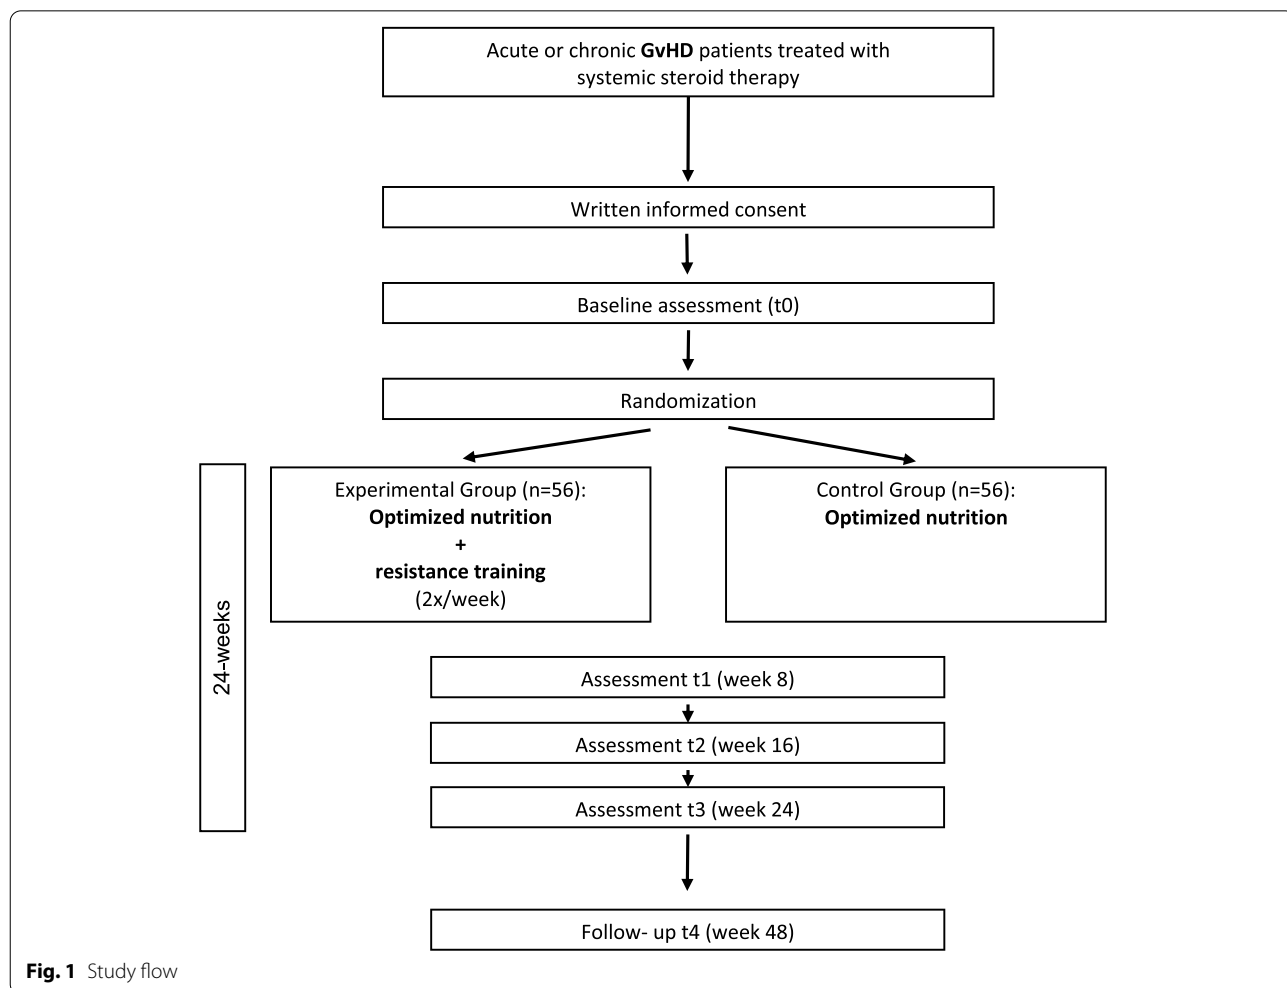 Acute or chronic GvHD patients treated with
systemic steroid therapy
Written informed consent
Baseline assessment (t0)
Randomization
Experimental Group (n=56):
Optimized nutrition
+
resistance training
(2x/week)
Control Group (n=56):
Optimized nutrition
24-weeks
Assessment t1 (week 8)
Assessment t2 (week 16)
Assessment t3 (week 24)
Follow- up t4 (week 48)
Fig. 1 Study flow